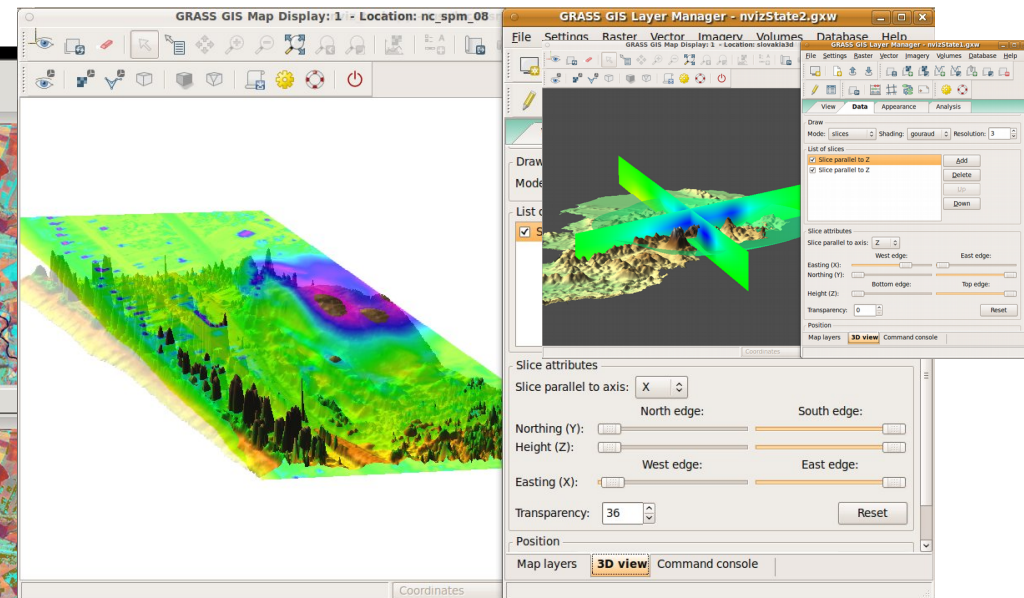 GRASS GIS Map Display: 1 - Location: nc_spm_08
GRASS GIS Layer Manager - nvizState2.gxw
File Settings Raster Vector Imagery Volumes Database Help
GRASS GIS Map Display: 1 - Location: slovakia3d
GRASS GIS Layer Manager - nvizState1.gxw
File Settings Raster Vector Imagery Volumes Database Help
View Data Appearance Analysis
Draw
Mode: slices Shading: gouraud Resolution: 3
List of slices
Slice parallel to Z Add
Slice parallel to Z Delete
Up
Down
Slice attributes
Slice parallel to axis: Z
West edge: East edge:
Easting (X):
Northing (Y):
Bottom edge: Top edge:
Height (Z):
Transparency: 0 Reset
Position
Map layers 3D view Command console
Coordinates
Draw
Mode
List o
S
Slice attributes
Slice parallel to axis: X
North edge: South edge:
Northing (Y):
Height (Z):
West edge: East edge:
Easting (X):
Transparency: 36 Reset
Position
Map layers 3D view Command console
Coordinates